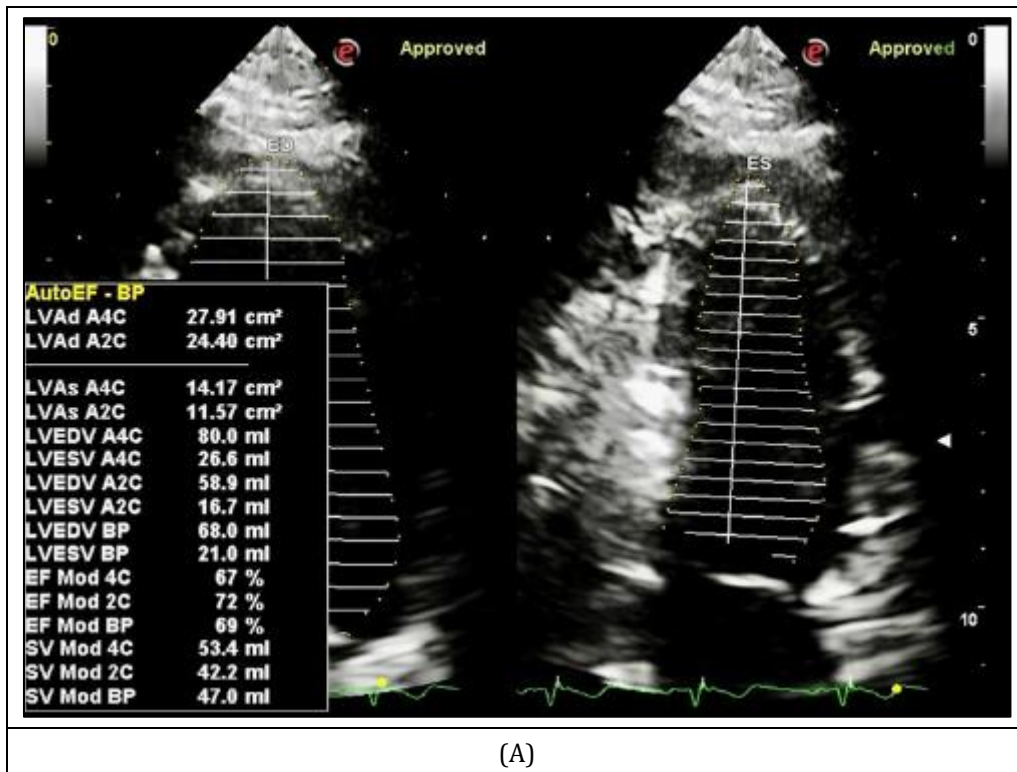 0
Approved
ED
AutoEF - BP
LVAd A4C 27.91 cm²
LVAd A2C 24.40 cm²
LVAs A4C 14.17 cm²
LVAs A2C 11.57 cm²
LVEDV A4C 80.0 ml
LVESV A4C 26.6 ml
LVEDV A2C 58.9 ml
LVESV A2C 16.7 ml
LVEDV BP 68.0 ml
LVESV BP 21.0 ml
EF Mod 4C 67 %
EF Mod 2C 72 %
EF Mod BP 69 %
SV Mod 4C 53.4 ml
SV Mod 2C 42.2 ml
SV Mod BP 47.0 ml
Approved
0
ES
5
10
(A)